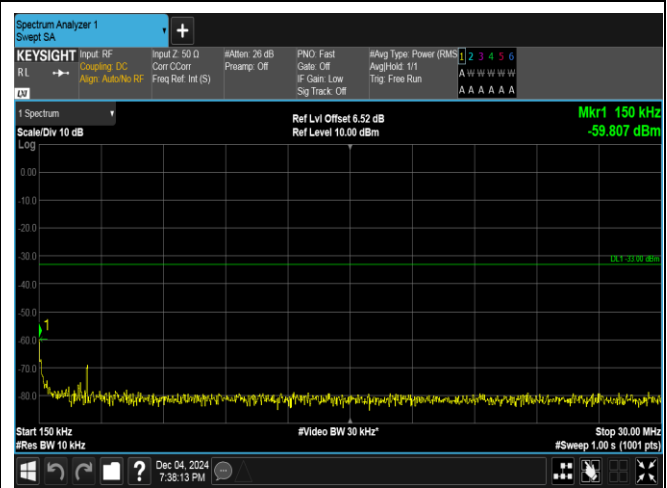 Spectrum Analyzer 1
Swept SA
+
KEYSIGHT
RL
LXI
Input: RF
Coupling: DC
Align: Auto/No RF
Input Z: 50 Ω
Corr CCorr
Freq Ref: Int (S)
#Atten: 26 dB
Preamp: Off
PNO: Fast
Gate: Off
IF Gain: Low
Sig Track: Off
#Avg Type: Power (RMS
Avg|Hold: 1/1
Trig: Free Run
1 2 3 4 5 6
A W W W W W
A A A A A A
1 Spectrum
Scale/Div 10 dB
Log
Ref Lvl Offset 6.52 dB
Ref Level 10.00 dBm
Mkr1 150 kHz
-59.807 dBm
0.00
-10.0
-20.0
-30.0
DL1 -33.00 dBm
-40.0
-50.0
1
-60.0
-70.0
-80.0
Start 150 kHz
#Res BW 10 kHz
#Video BW 30 kHz*
Stop 30.00 MHz
#Sweep 1.00 s (1001 pts)
?
Dec 04, 2024
7:38:13 PM